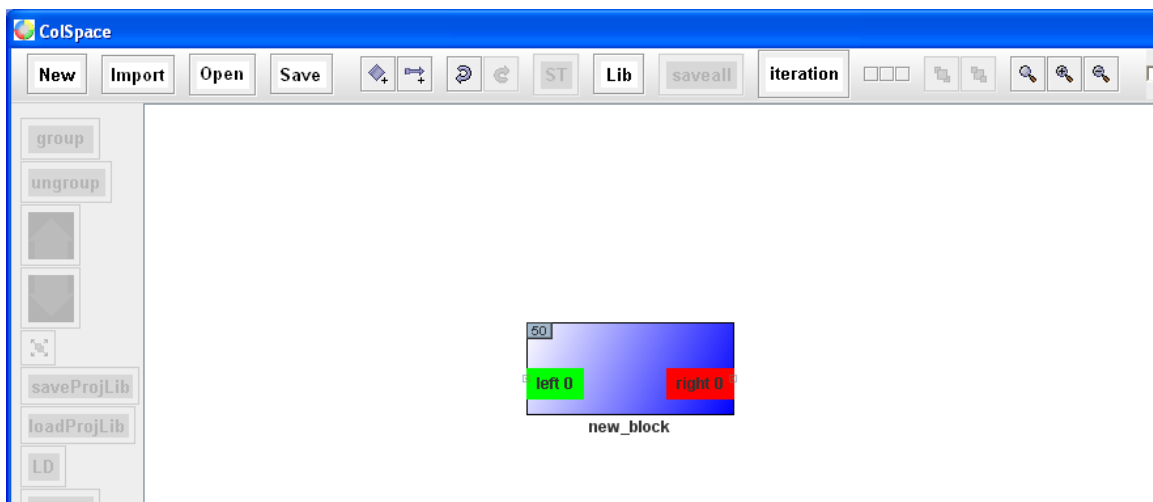 ColSpace
New Import Open Save ST Lib saveall iteration
group
ungroup
50
left 0 right 0
new_block
saveProjLib
loadProjLib
LD